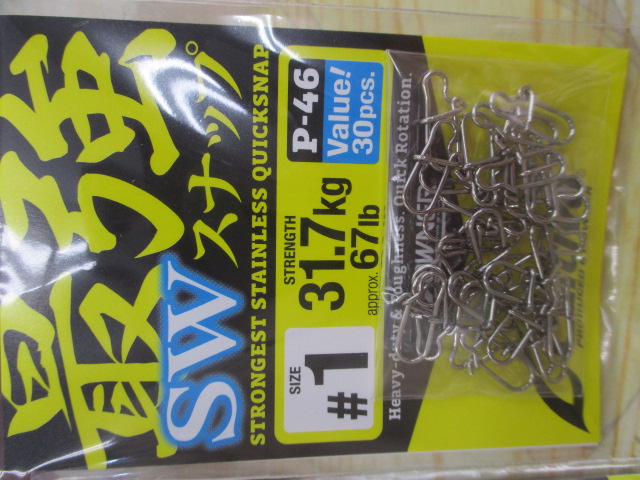 最強
SW スナップ
STRONGEST STAINLESS QUICKSNAP
P-46
Value!
30pcs.
SIZE
#1
STRENGTH
31.7kg
approx. 67lb
Heavy-duty & Toughness. Quick Rotation.